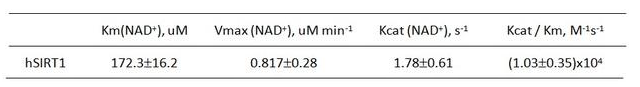 Km(NAD⁺), uM Vmax (NAD⁺), uM min⁻¹ Kcat (NAD⁺), s⁻¹ Kcat / Km, M⁻¹s⁻¹
hSIRT1 172.3±16.2 0.817±0.28 1.78±0.61 (1.03±0.35)x10⁴